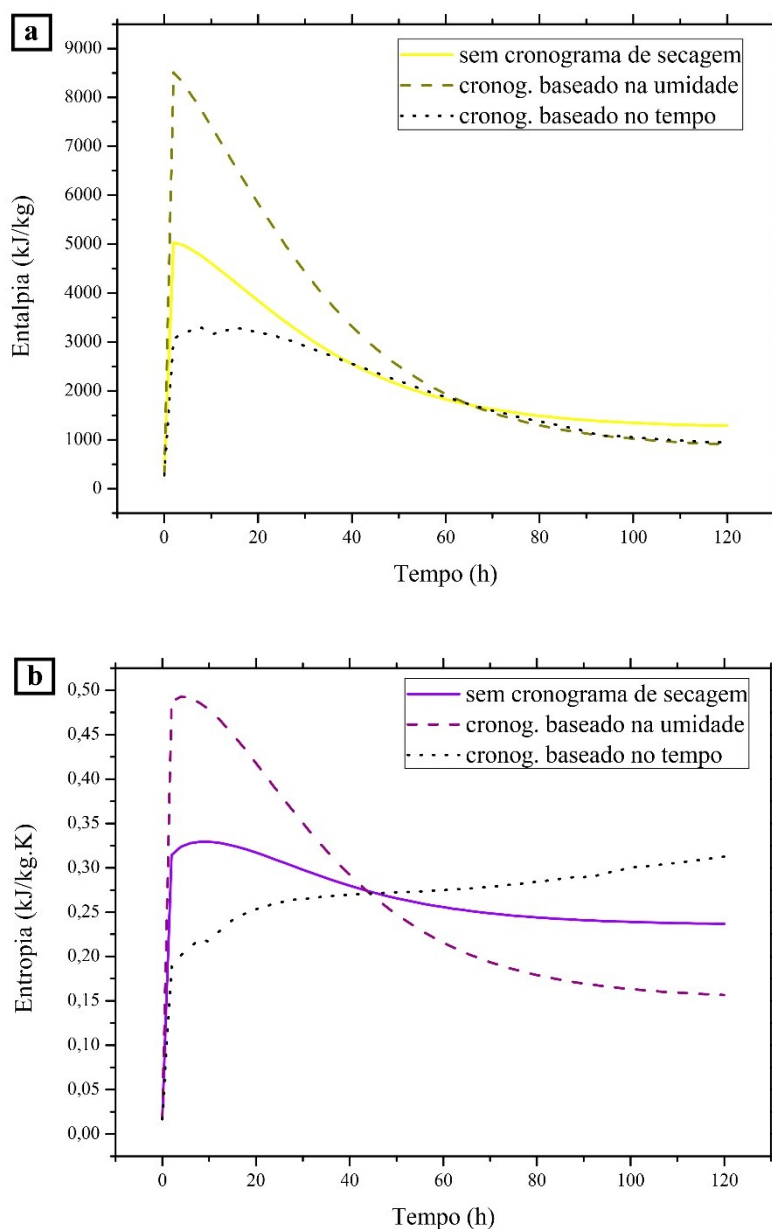 a
9000
8000
7000
6000
5000
4000
3000
2000
1000
0
Entalpia (kJ/kg)
sem cronograma de secagem
cronog. baseado na umidade
cronog. baseado no tempo
0 20 40 60 80 100 120
Tempo (h)
b
0,50
0,45
0,40
0,35
0,30
0,25
0,20
0,15
0,10
0,05
0,00
Entropia (kJ/kg.K)
sem cronograma de secagem
cronog. baseado na umidade
cronog. baseado no tempo
0 20 40 60 80 100 120
Tempo (h)